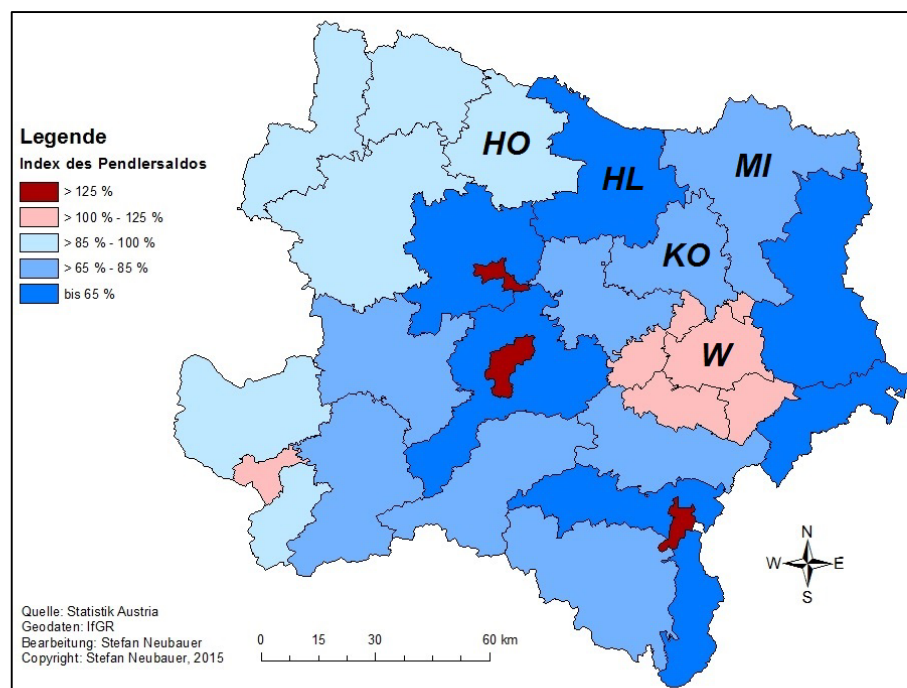 HO
HL
MI
KO
W
Legende
Index des Pendlersaldos
> 125 %
> 100 % - 125 %
> 85 % - 100 %
> 65 % - 85 %
bis 65 %
N
W E
S
Quelle: Statistik Austria
Geodaten: IfGR
Bearbeitung: Stefan Neubauer
Copyright: Stefan Neubauer, 2015
0 15 30 60 km